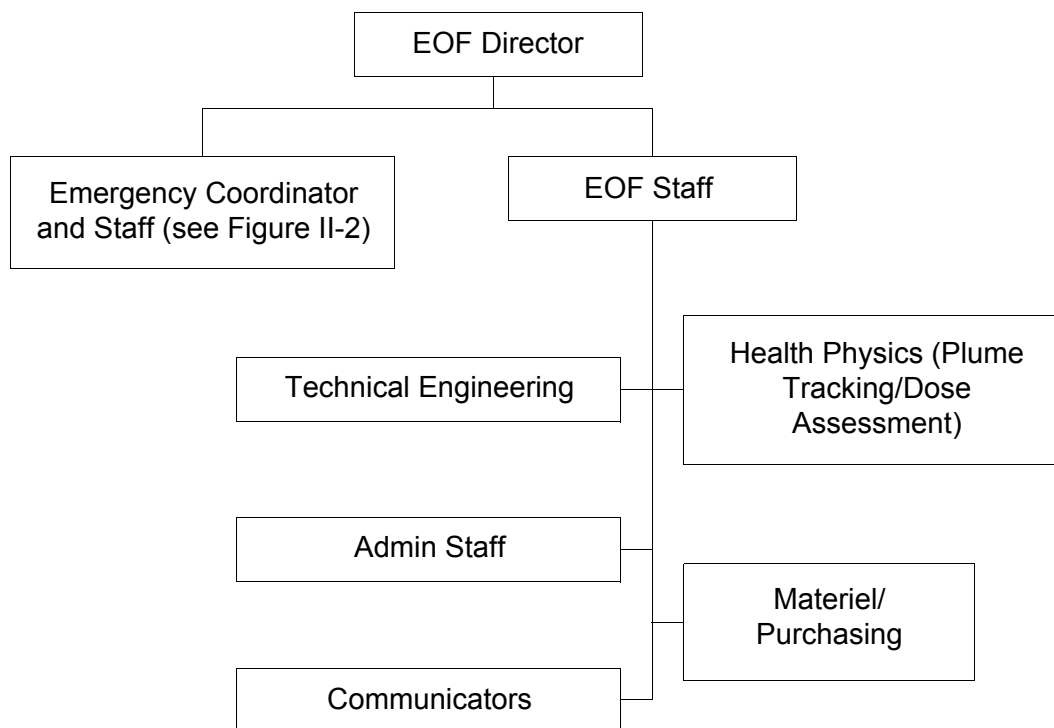 EOF Director
Emergency Coordinator
and Staff (see Figure II-2)
EOF Staff
Technical Engineering
Health Physics (Plume
Tracking/Dose
Assessment)
Admin Staff
Materiel/
Purchasing
Communicators